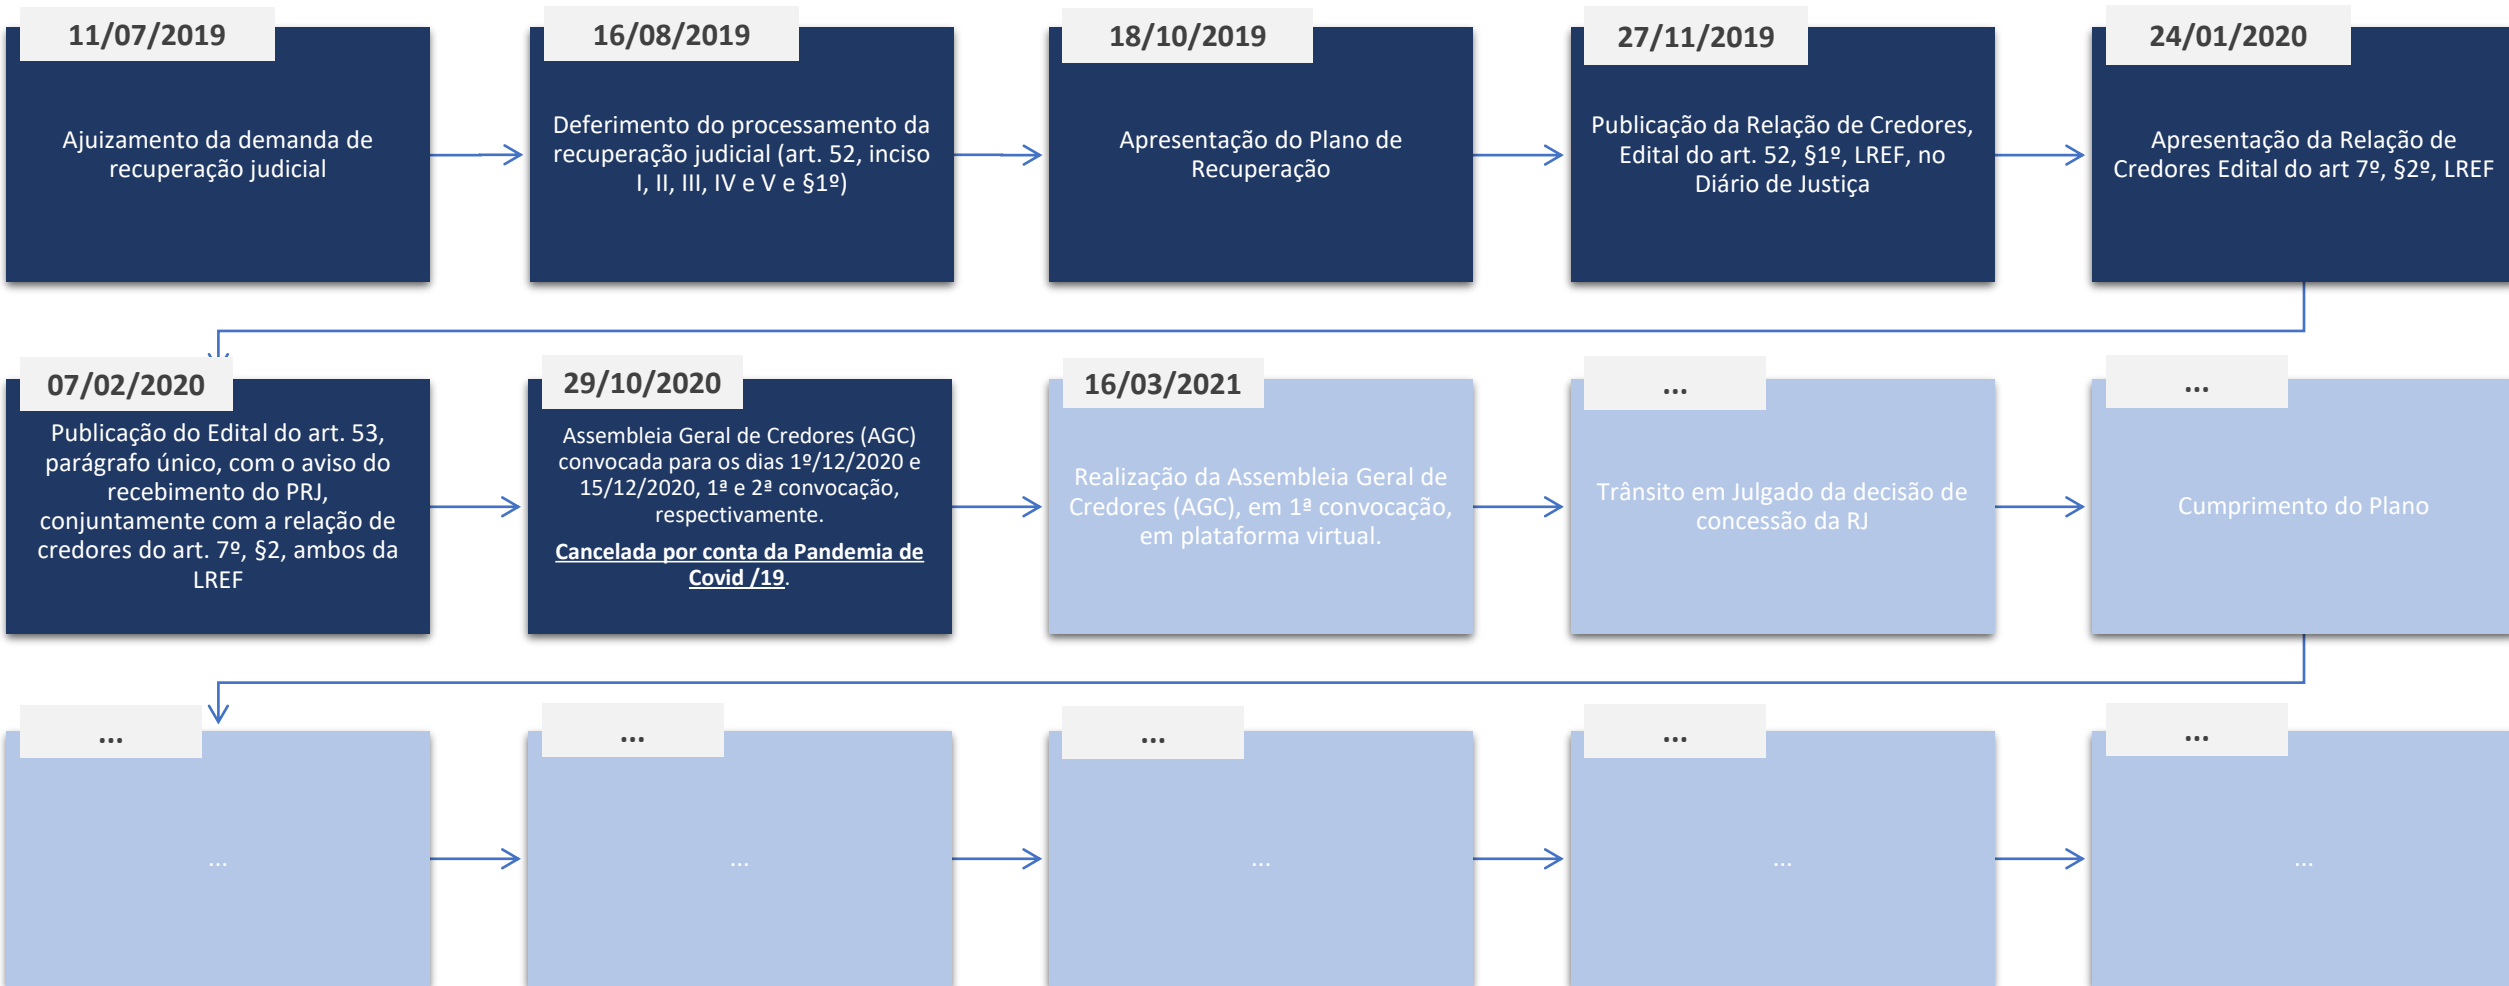 11/07/2019
Ajuizamento da demanda de
recuperação judicial
16/08/2019
Deferimento do processamento da
recuperação judicial (art. 52, inciso
I, II, III, IV e V e §1º)
18/10/2019
Apresentação do Plano de
Recuperação
27/11/2019
Publicação da Relação de Credores,
Edital do art. 52, §1º, LREF, no
Diário de Justiça
24/01/2020
Apresentação da Relação de
Credores Edital do art 7º, §2º, LREF
07/02/2020
Publicação do Edital do art. 53,
parágrafo único, com o aviso do
recebimento do PRJ,
conjuntamente com a relação de
credores do art. 7º, §2, ambos da
LREF
29/10/2020
Assembleia Geral de Credores (AGC)
convocada para os dias 1º/12/2020 e
15/12/2020, 1ª e 2ª convocação,
respectivamente.
Cancelada por conta da Pandemia de
Covid /19.
16/03/2021
Realização da Assembleia Geral de
Credores (AGC), em 1ª convocação,
em plataforma virtual.
...
Trânsito em Julgado da decisão de
concessão da RJ
...
Cumprimento do Plano
...
...
...
...
...
...
...
...
...
...